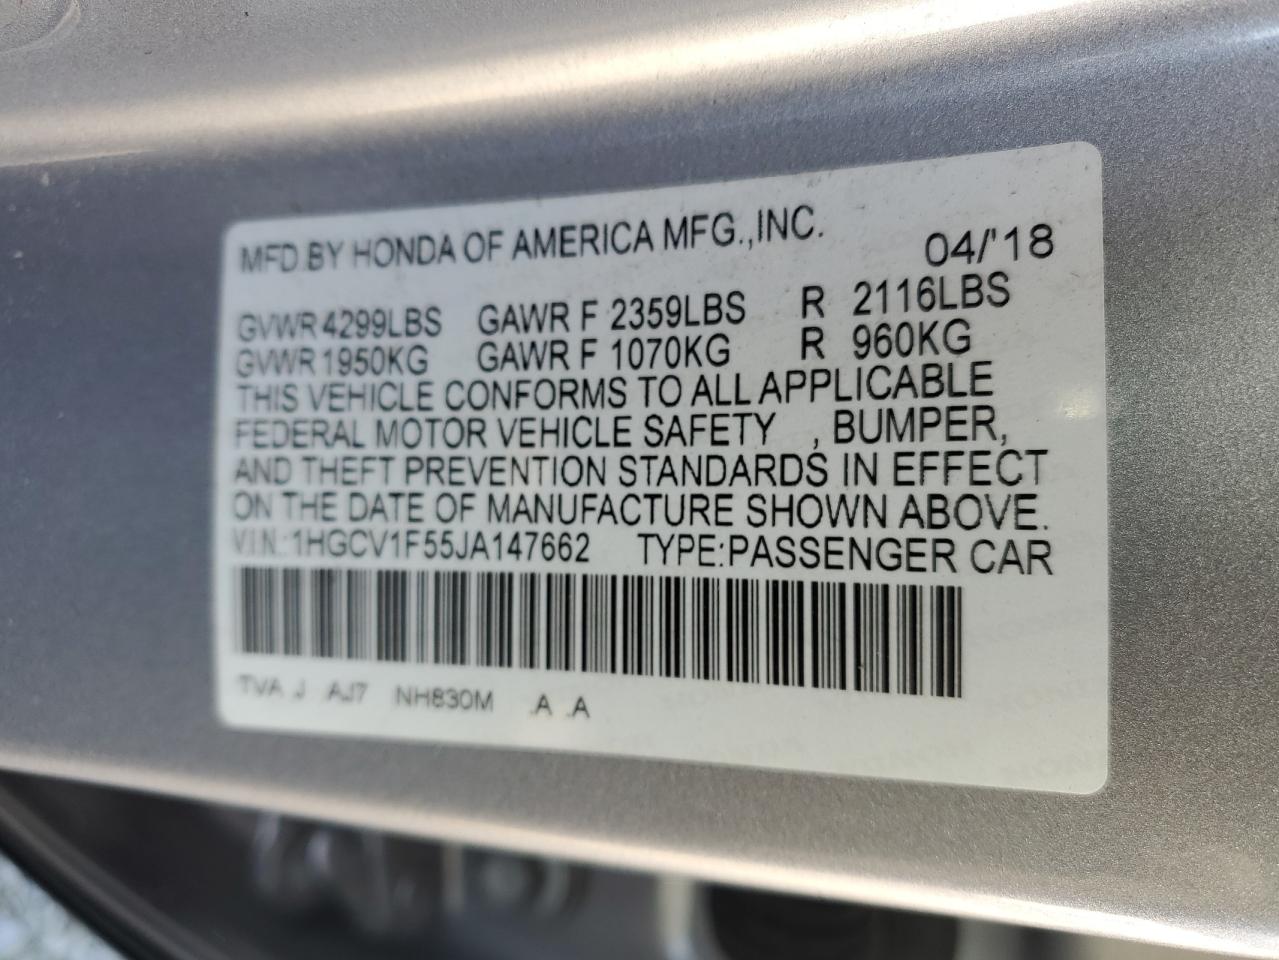 MFD.BY HONDA OF AMERICA MFG.,INC. 04/'18
GVWR 4299LBS GAWR F 2359LBS R 2116LBS
GVWR 1950KG GAWR F 1070KG R 960KG
THIS VEHICLE CONFORMS TO ALL APPLICABLE
FEDERAL MOTOR VEHICLE SAFETY , BUMPER,
AND THEFT PREVENTION STANDARDS IN EFFECT
ON THE DATE OF MANUFACTURE SHOWN ABOVE.
V.I.N.:1HGCV1F55JA147662 TYPE:PASSENGER CAR
TVA J AJ7 NH830M .A .A